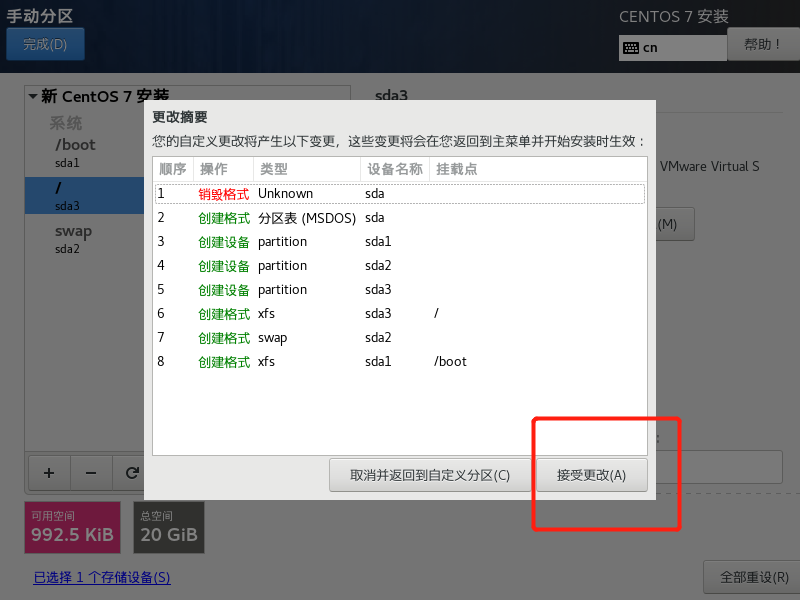 手动分区
CENTOS 7 安装
完成(D)
cn
帮助！
新 CentOS 7 安装
sda3
系统
/boot
sda1
/
sda3
swap
sda2
VMware Virtual S
(M)
更改摘要
您的自定义更改将产生以下变更，这些变更将会在您返回到主菜单并开始安装时生效：
顺序 操作 类型 设备名称 挂载点
1 销毁格式 Unknown sda
2 创建格式 分区表 (MSDOS) sda
3 创建设备 partition sda1
4 创建设备 partition sda2
5 创建设备 partition sda3
6 创建格式 xfs sda3 /
7 创建格式 swap sda2
8 创建格式 xfs sda1 /boot
取消并返回到自定义分区(C)
接受更改(A)
可用空间
992.5 KiB
总空间
20 GiB
已选择 1 个存储设备(S)
全部重设(R)